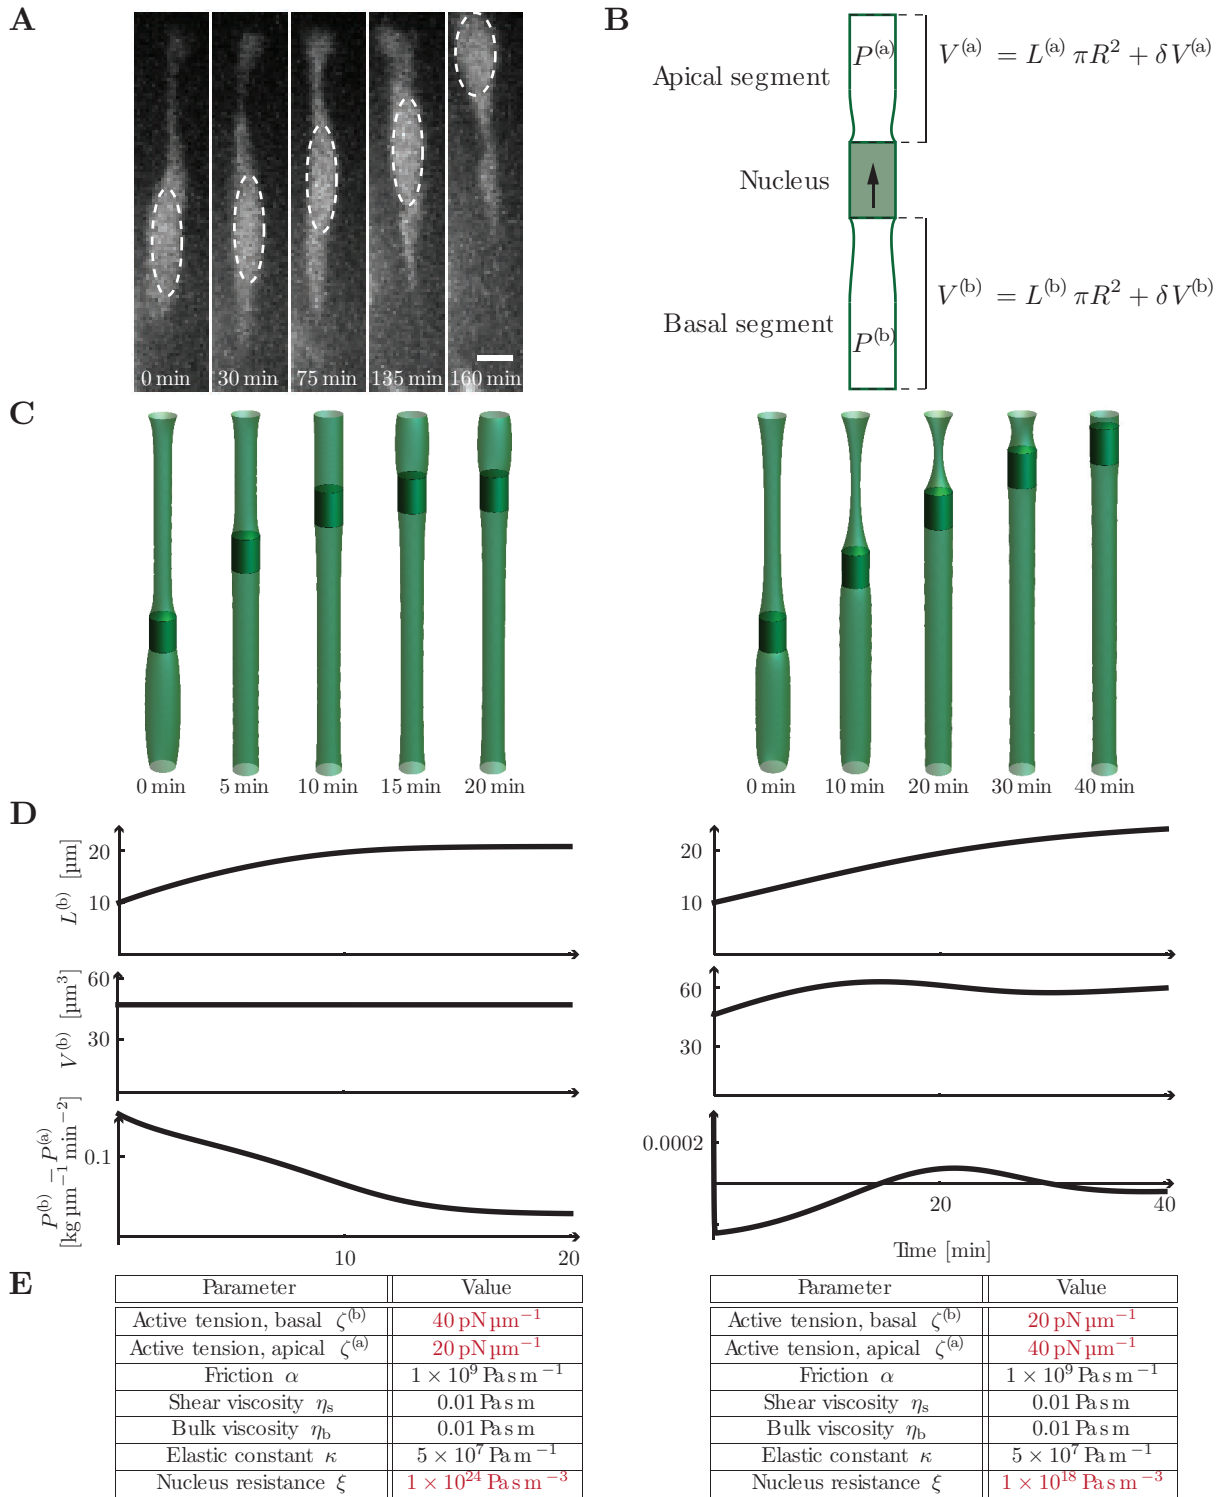 A
0 min 30 min 75 min 135 min 160 min
B
Apical segment
P^(a)
V^(a) = L^(a) πR² + δV^(a)
Nucleus
Basal segment
P^(b)
V^(b) = L^(b) πR² + δV^(b)
C
0 min 5 min 10 min 15 min 20 min
0 min 10 min 20 min 30 min 40 min
D
L^(b) [µm]
20
10
20
10
V^(b) [µm³]
60
30
60
30
P^(b) − P^(a)
[kg µm⁻¹ min⁻²]
0.1
10 20
0.0002
20 40
Time [min]
E
Parameter Value
Active tension, basal ζ^(b) 40 pN µm⁻¹
Active tension, apical ζ^(a) 20 pN µm⁻¹
Friction α 1 × 10⁹ Pa s m⁻¹
Shear viscosity ηₛ 0.01 Pa s m
Bulk viscosity η_b 0.01 Pa s m
Elastic constant κ 5 × 10⁷ Pa m⁻¹
Nucleus resistance ξ 1 × 10²⁴ Pa s m⁻³
Parameter Value
Active tension, basal ζ^(b) 20 pN µm⁻¹
Active tension, apical ζ^(a) 40 pN µm⁻¹
Friction α 1 × 10⁹ Pa s m⁻¹
Shear viscosity ηₛ 0.01 Pa s m
Bulk viscosity η_b 0.01 Pa s m
Elastic constant κ 5 × 10⁷ Pa m⁻¹
Nucleus resistance ξ 1 × 10¹⁸ Pa s m⁻³